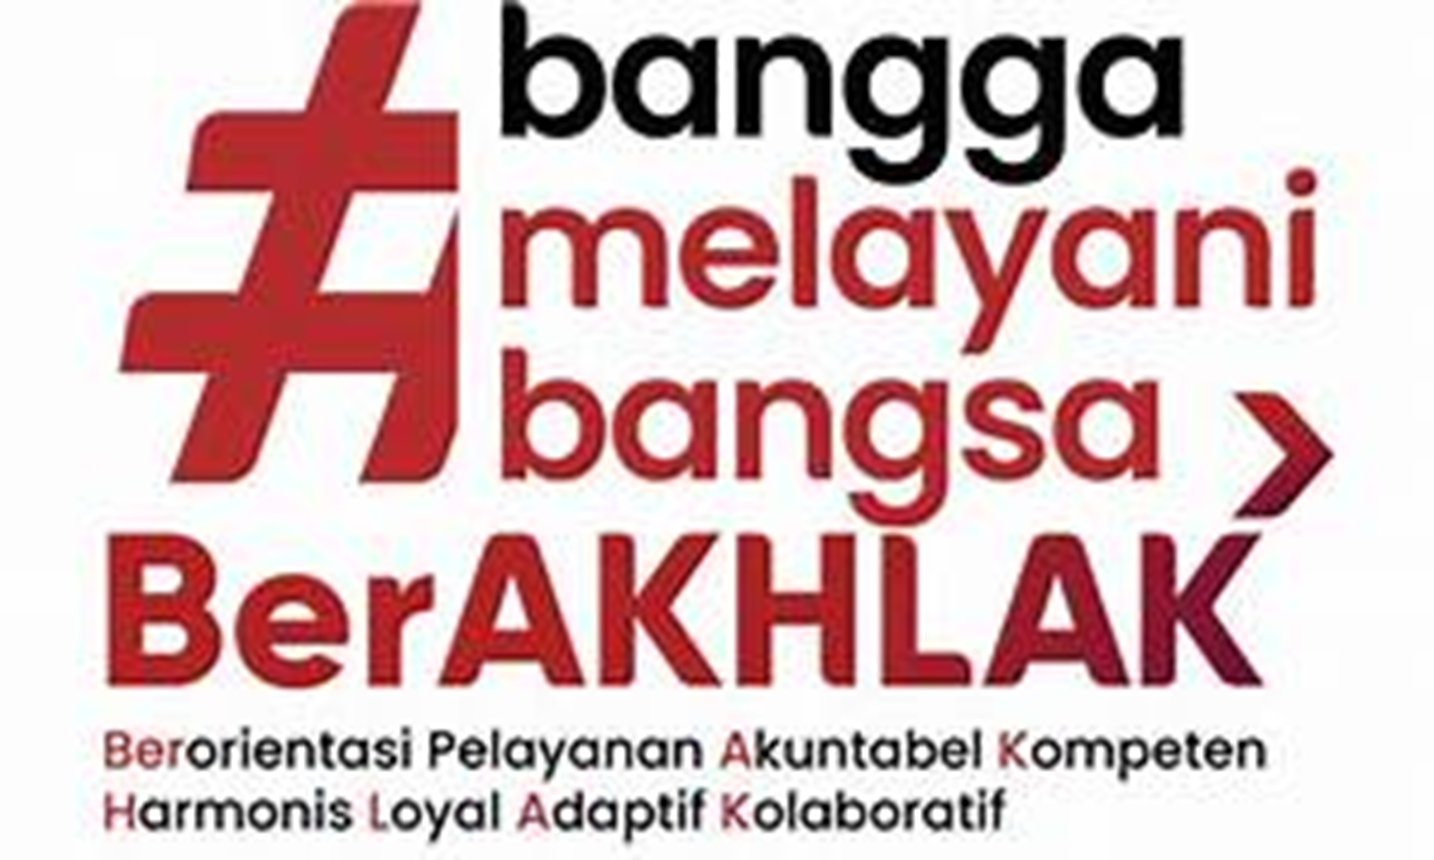 #bangga
melayani
bangsa
BerAKHLAK
Berorientasi Pelayanan Akuntabel Kompeten
Harmonis Loyal Adaptif Kolaboratif